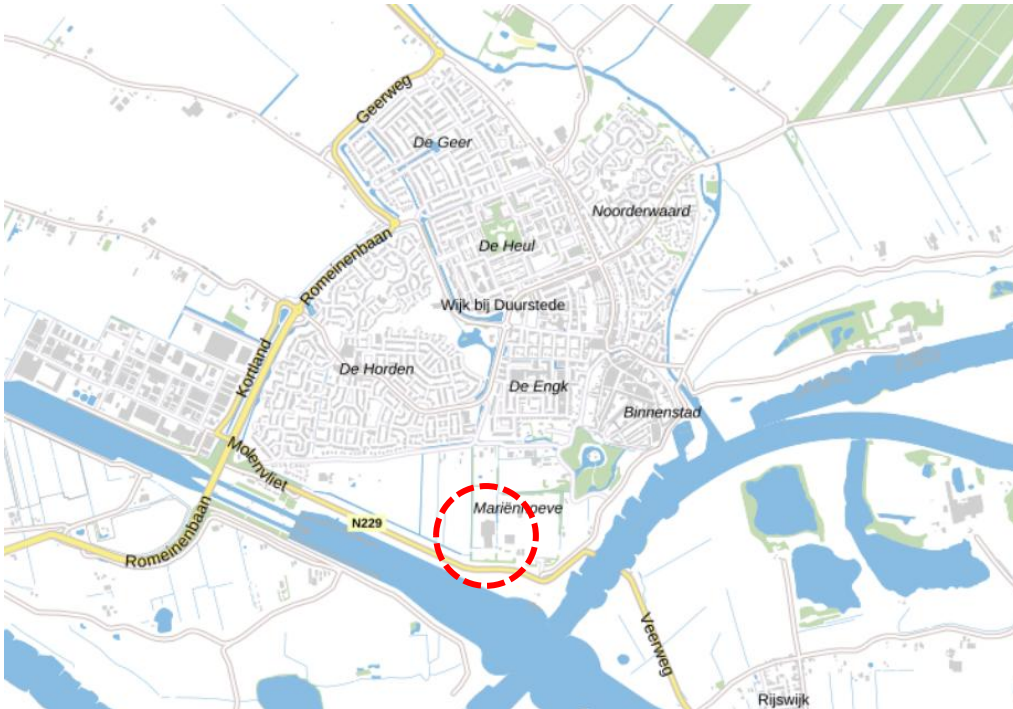 Geerweg
De Geer
Noorderwaard
De Heul
Romeinenbaan
Wijk bij Duurstede
Kortland
De Horden
De Engk
Binnenstad
Molenvliet
Mariënhoeve
N229
Romeinenbaan
Veerweg
Rijswijk